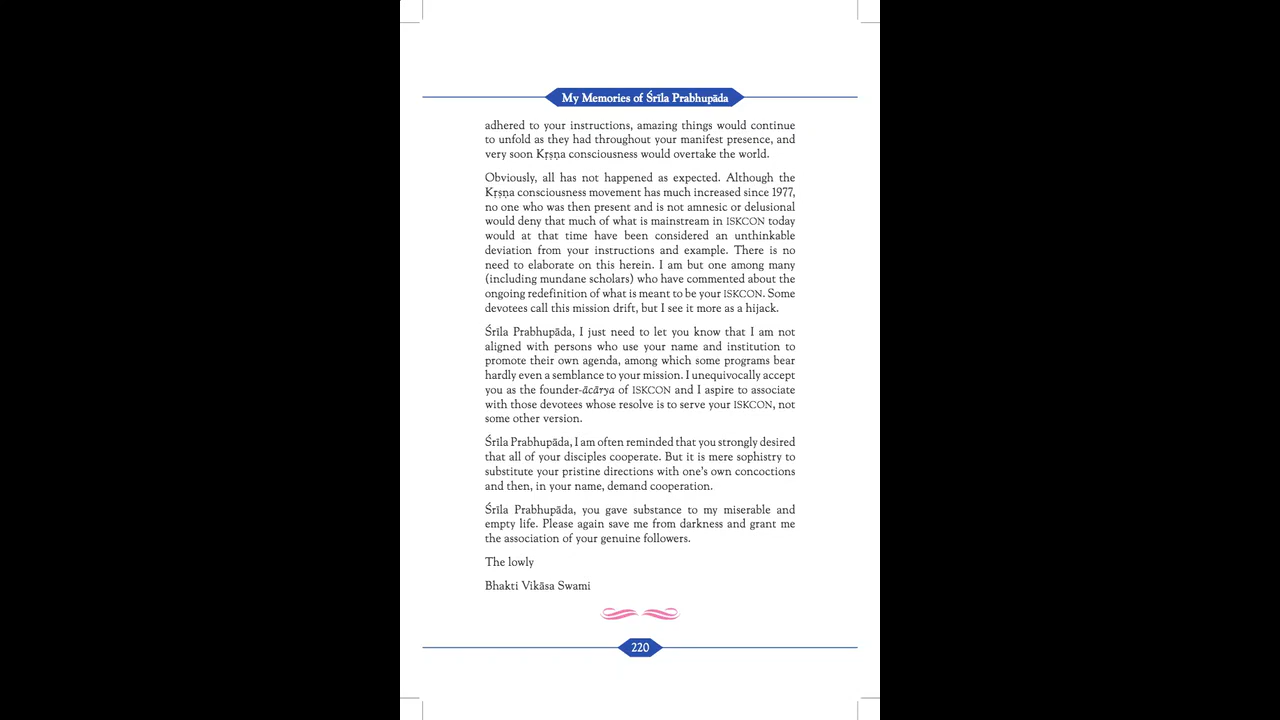 My Memories of Śrīla Prabhupāda
adhered to your instructions, amazing things would continue
to unfold as they had throughout your manifest presence, and
very soon Kṛṣṇa consciousness would overtake the world.
Obviously, all has not happened as expected. Although the
Kṛṣṇa consciousness movement has much increased since 1977,
no one who was then present and is not amnesic or delusional
would deny that much of what is mainstream in ISKCON today
would at that time have been considered an unthinkable
deviation from your instructions and example. There is no
need to elaborate on this herein. I am but one among many
(including mundane scholars) who have commented about the
ongoing redefinition of what is meant to be your ISKCON. Some
devotees call this mission drift, but I see it more as a hijack.
Śrīla Prabhupāda, I just need to let you know that I am not
aligned with persons who use your name and institution to
promote their own agenda, among which some programs bear
hardly even a semblance to your mission. I unequivocally accept
you as the founder-ācārya of ISKCON and I aspire to associate
with those devotees whose resolve is to serve your ISKCON, not
some other version.
Śrīla Prabhupāda, I am often reminded that you strongly desired
that all of your disciples cooperate. But it is mere sophistry to
substitute your pristine directions with one's own concoctions
and then, in your name, demand cooperation.
Śrīla Prabhupāda, you gave substance to my miserable and
empty life. Please again save me from darkness and grant me
the association of your genuine followers.
The lowly
Bhakti Vikāsa Swami
220